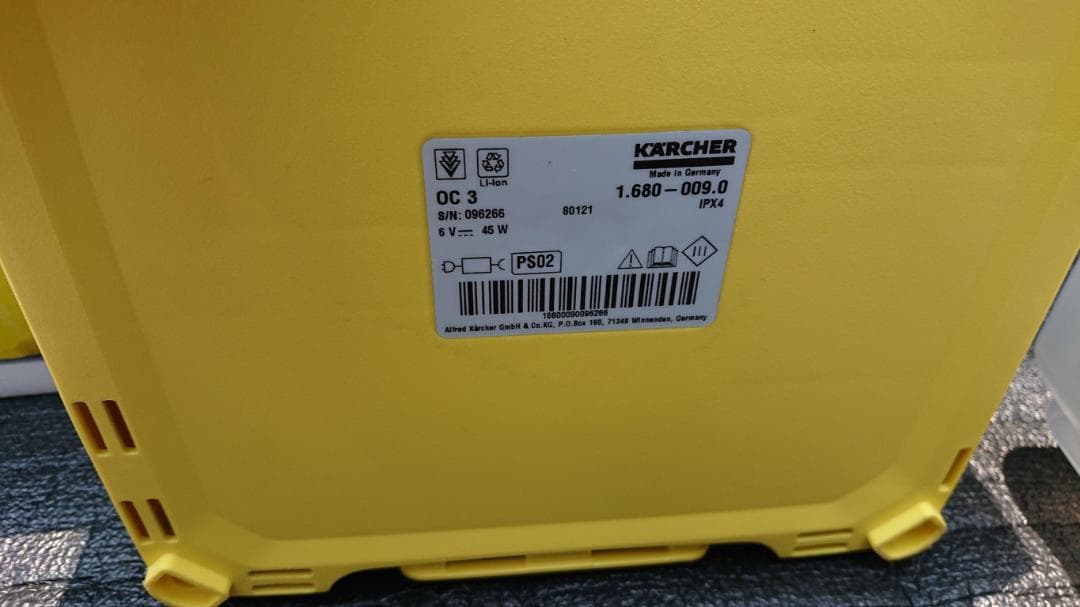 KÄRCHER
Li-Ion
Made in Germany
OC 3
1.680-009.0
S/N: 096266
80121
IPX4
6 V 45 W
PS02
16800090096266
Alfred Kärcher GmbH & Co.KG, P.O.Box 160, 71349 Winnenden, Germany